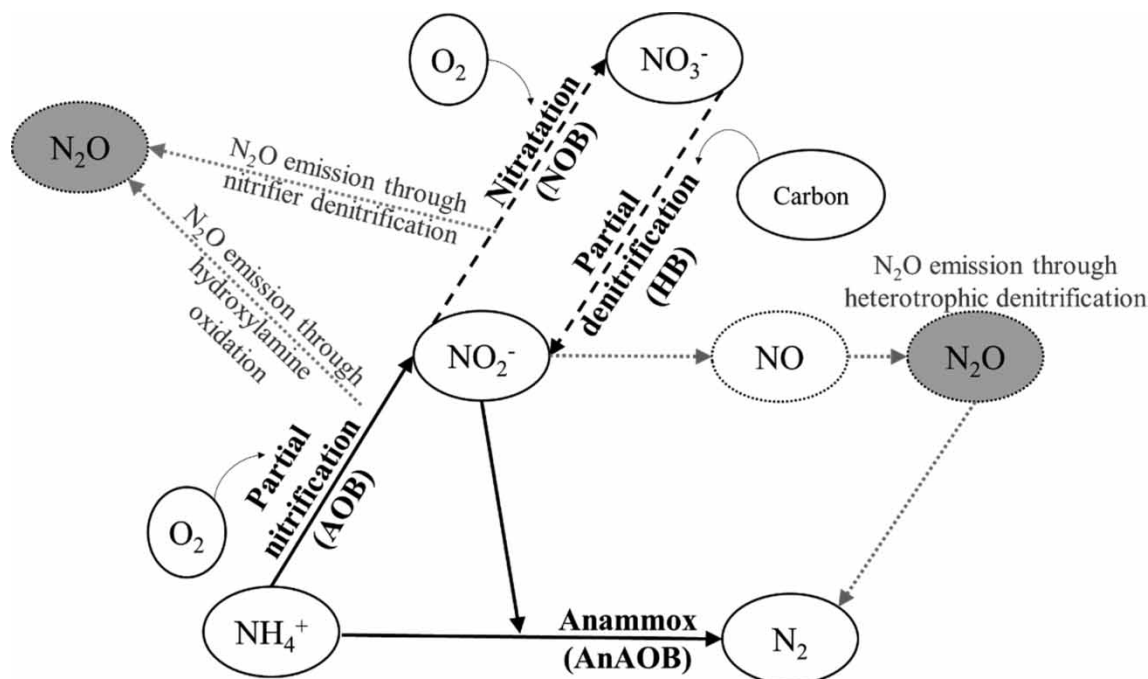 O₂
NO₃⁻
N₂O
N₂O emission through
nitrifier denitrification
Nitratation
(NOB)
Partial
denitrification
(HB)
Carbon
N₂O emission through
hydroxylamine
oxidation
N₂O emission through
heterotrophic denitrification
NO₂⁻
NO
N₂O
Partial
nitrification
(AOB)
O₂
NH₄⁺
Anammox
(AnAOB)
N₂